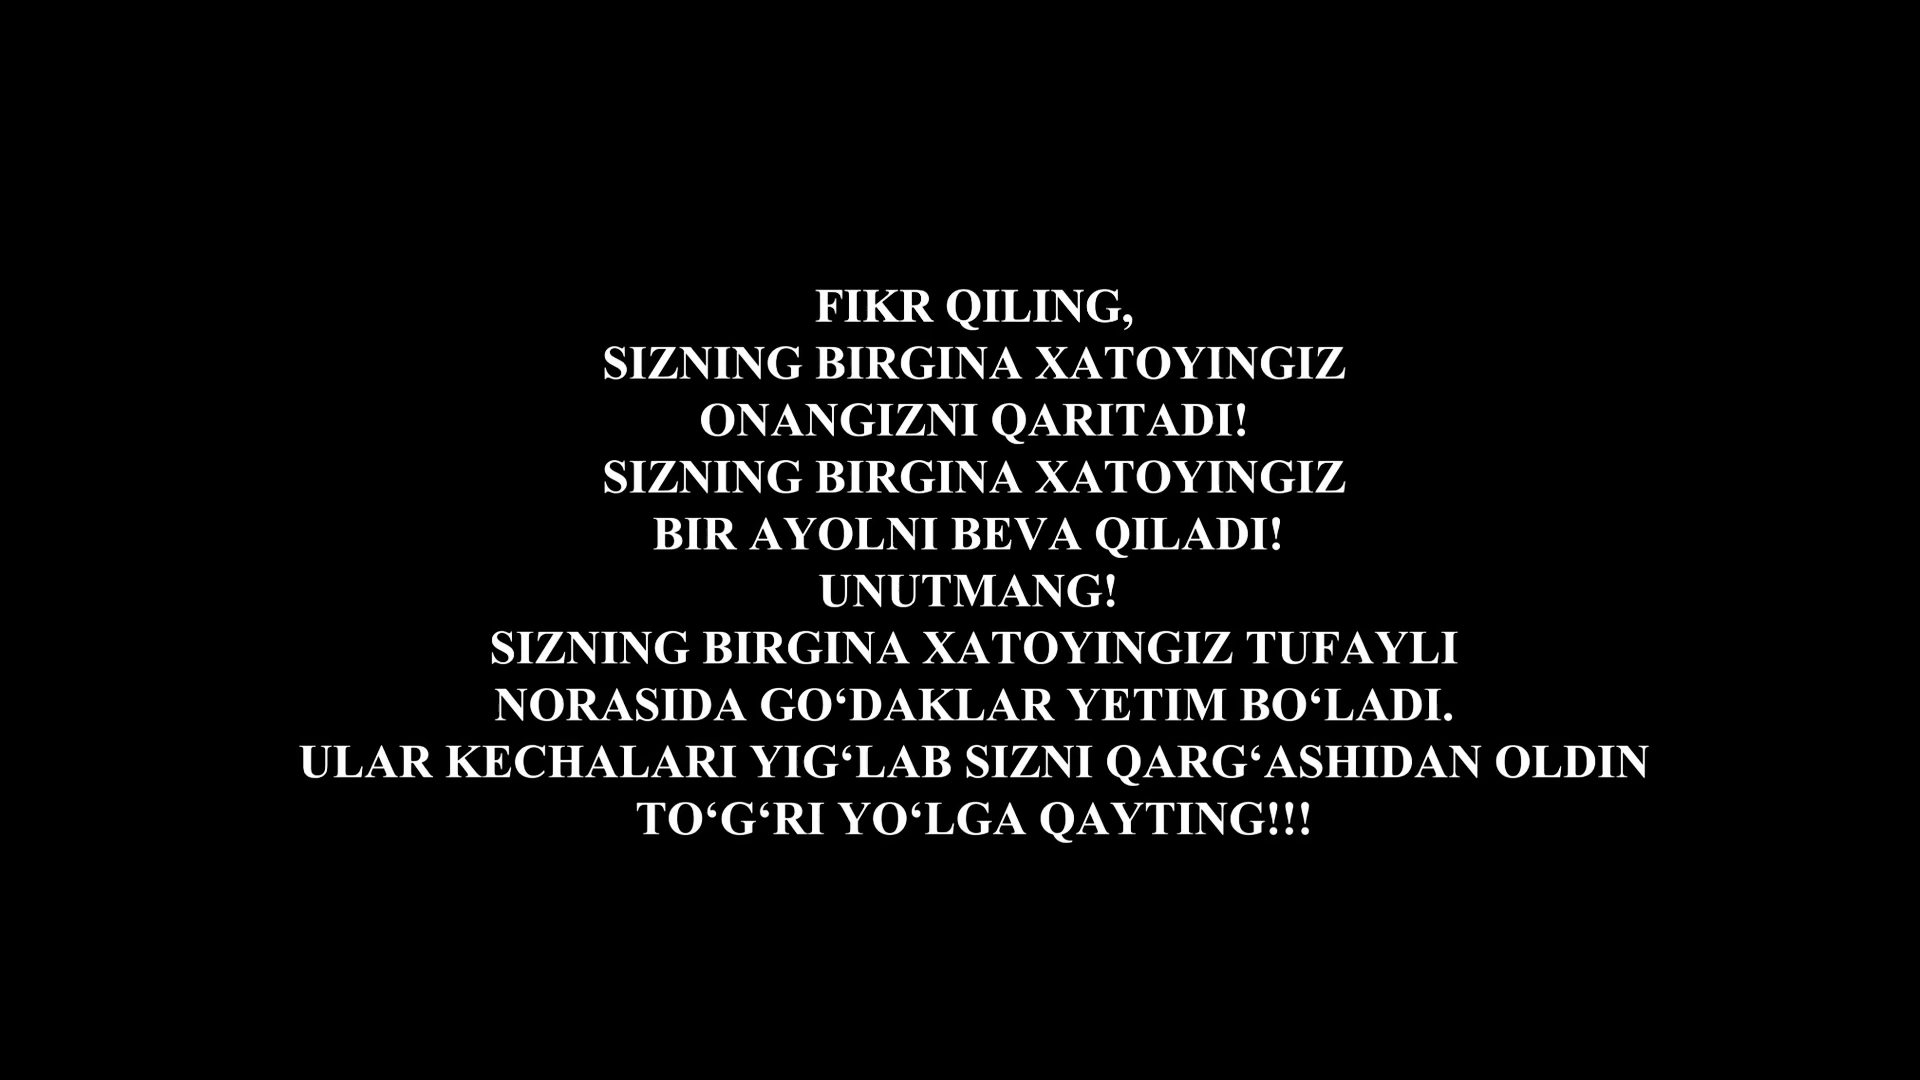 FIKR QILING,
SIZNING BIRGINA XATOYINGIZ
ONANGIZNI QARITADI!
SIZNING BIRGINA XATOYINGIZ
BIR AYOLNI BEVA QILADI!
UNUTMANG!
SIZNING BIRGINA XATOYINGIZ TUFAYLI
NORASIDA GO‘DAKLAR YETIM BO‘LADI.
ULAR KECHALARI YIG‘LAB SIZNI QARG‘ASHIDAN OLDIN
TO‘G‘RI YO‘LGA QAYTING!!!